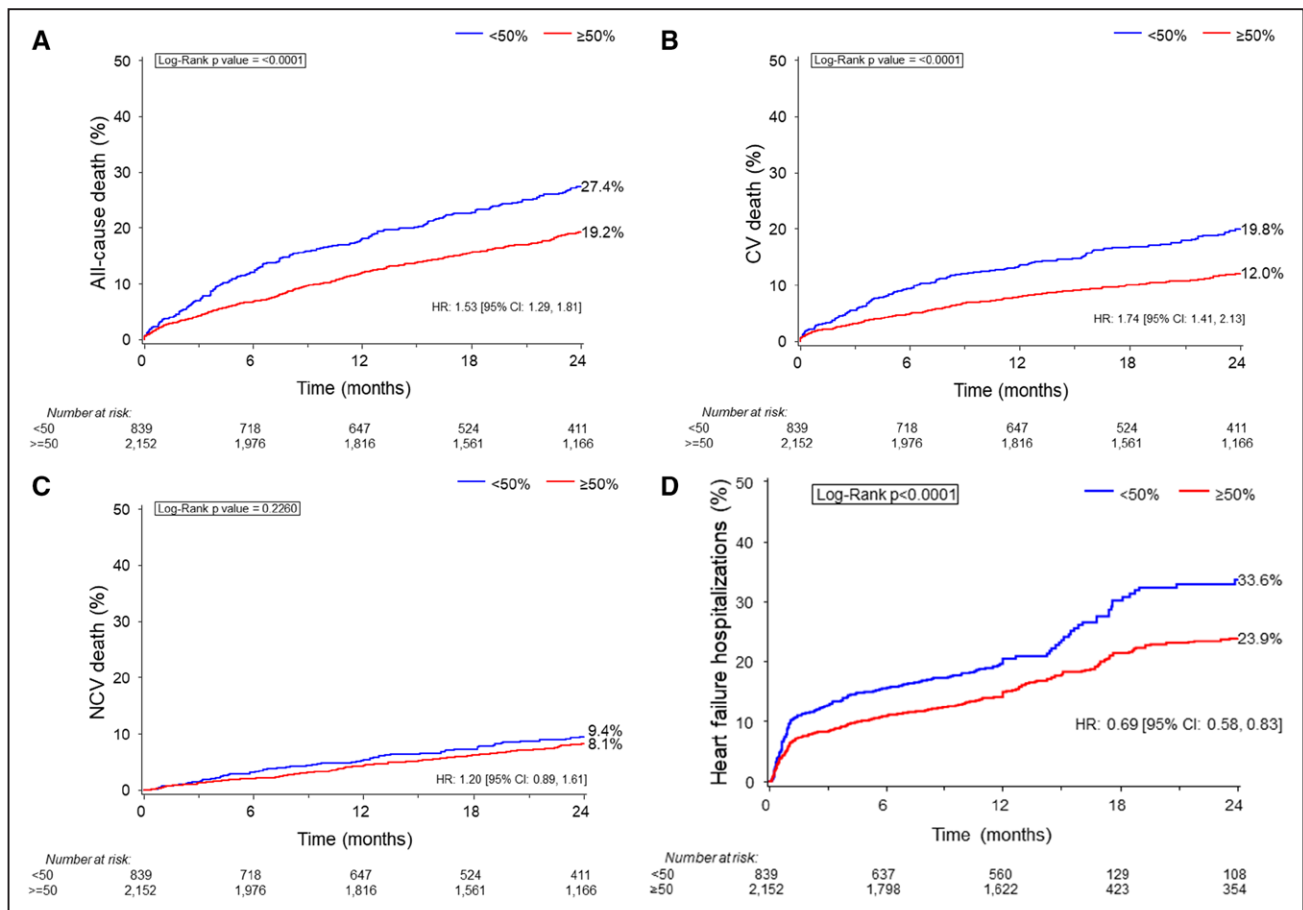 A
<50% ≥50%
Log-Rank p value = <0.0001
50
40
30
20
10
0
All-cause death (%)
27.4%
19.2%
HR: 1.53 [95% CI: 1.29, 1.81]
0 6 12 18 24
Time (months)
Number at risk:
<50 839 718 647 524 411
>=50 2,152 1,976 1,816 1,561 1,166
B
<50% ≥50%
Log-Rank p value = <0.0001
50
40
30
20
10
0
CV death (%)
19.8%
12.0%
HR: 1.74 [95% CI: 1.41, 2.13]
0 6 12 18 24
Time (months)
Number at risk:
<50 839 718 647 524 411
>=50 2,152 1,976 1,816 1,561 1,166
C
<50% ≥50%
Log-Rank p value = 0.2260
50
40
30
20
10
0
NCV death (%)
9.4%
8.1%
HR: 1.20 [95% CI: 0.89, 1.61]
0 6 12 18 24
Time (months)
Number at risk:
<50 839 718 647 524 411
>=50 2,152 1,976 1,816 1,561 1,166
D
Log-Rank p<0.0001
<50% ≥50%
50
40
30
20
10
0
Heart failure hospitalizations (%)
33.6%
23.9%
HR: 0.69 [95% CI: 0.58, 0.83]
0 6 12 18 24
Time (months)
Number at risk:
<50 839 637 560 129 108
≥50 2,152 1,798 1,622 423 354